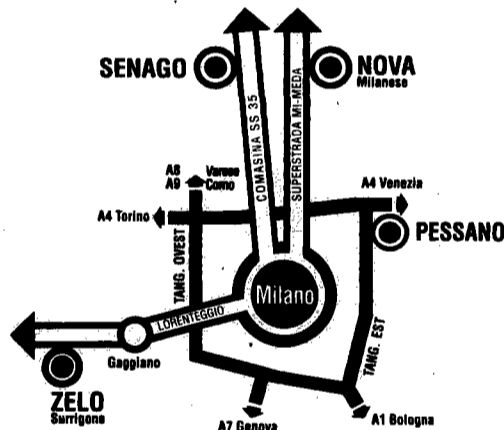 SENAGO
NOVA
Milanese
COMASINA SS 35
SUPERSTRADA MI-MEDA
A8 Varese
A9 Como
A4 Venezia
A4 Torino
PESSANO
TANG. OVEST
Milano
LORENTEGGIO
TANG. EST
Gaggiano
ZELO
Surrigone
A7 Genova
A1 Bologna